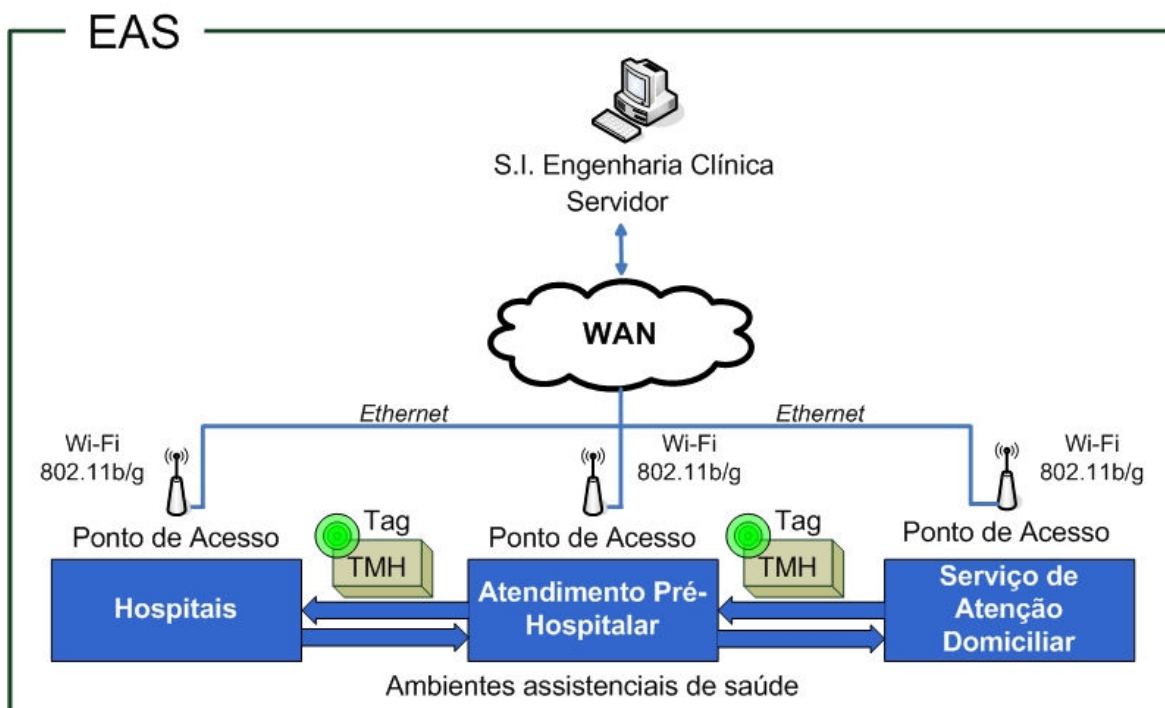 EAS
S.I. Engenharia Clínica
Servidor
WAN
Ethernet
Ethernet
Wi-Fi
802.11b/g
Wi-Fi
802.11b/g
Wi-Fi
802.11b/g
Ponto de Acesso
Tag
TMH
Ponto de Acesso
Tag
TMH
Ponto de Acesso
Hospitais
Atendimento Pré-
Hospitalar
Serviço de
Atenção
Domiciliar
Ambientes assistenciais de saúde